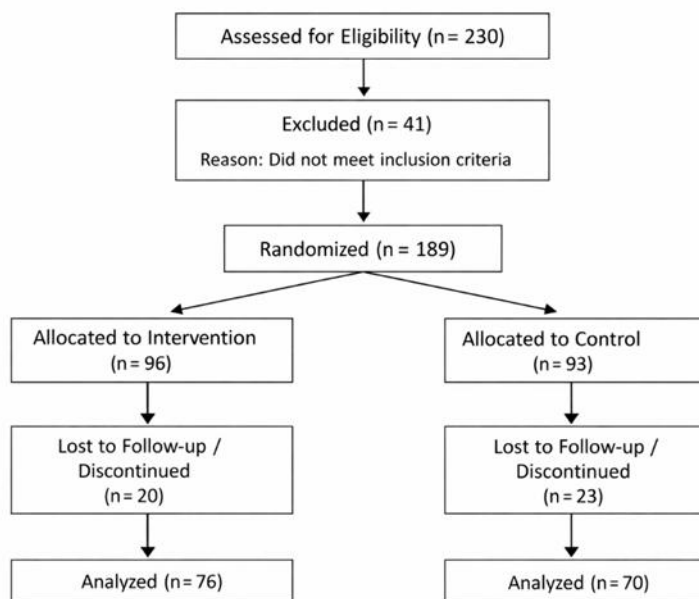 Assessed for Eligibility (n = 230)
Excluded (n = 41)
Reason: Did not meet inclusion criteria
Randomized (n = 189)
Allocated to Intervention
(n = 96)
Allocated to Control
(n = 93)
Lost to Follow-up /
Discontinued
(n = 20)
Lost to Follow-up /
Discontinued
(n = 23)
Analyzed (n = 76)
Analyzed (n = 70)